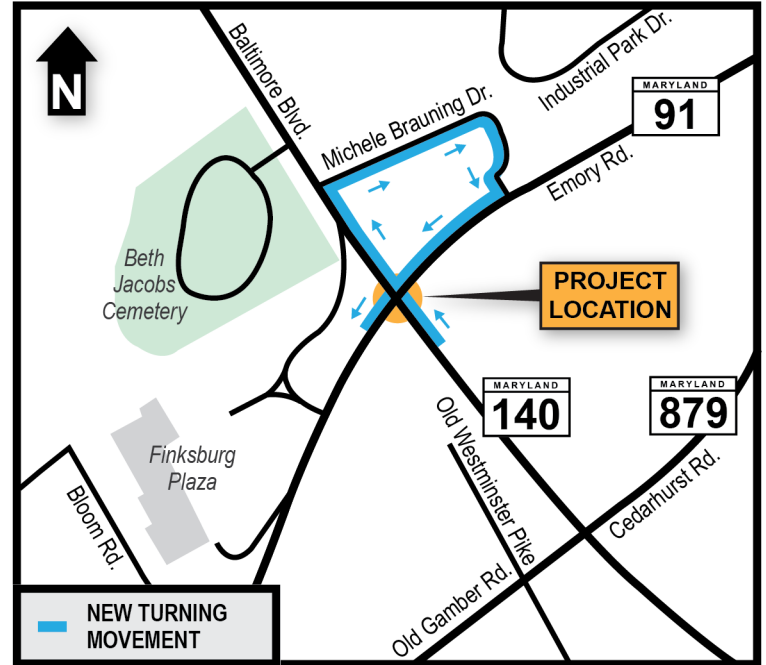 N
Baltimore Blvd.
Industrial Park Dr.
MARYLAND
91
Michele Brauning Dr.
Emory Rd.
Beth
Jacobs
Cemetery
PROJECT
LOCATION
MARYLAND
140
MARYLAND
879
Old Westminster Pike
Finksburg
Plaza
Cedarhurst Rd.
Bloom Rd.
Old Gamber Rd.
NEW TURNING
MOVEMENT